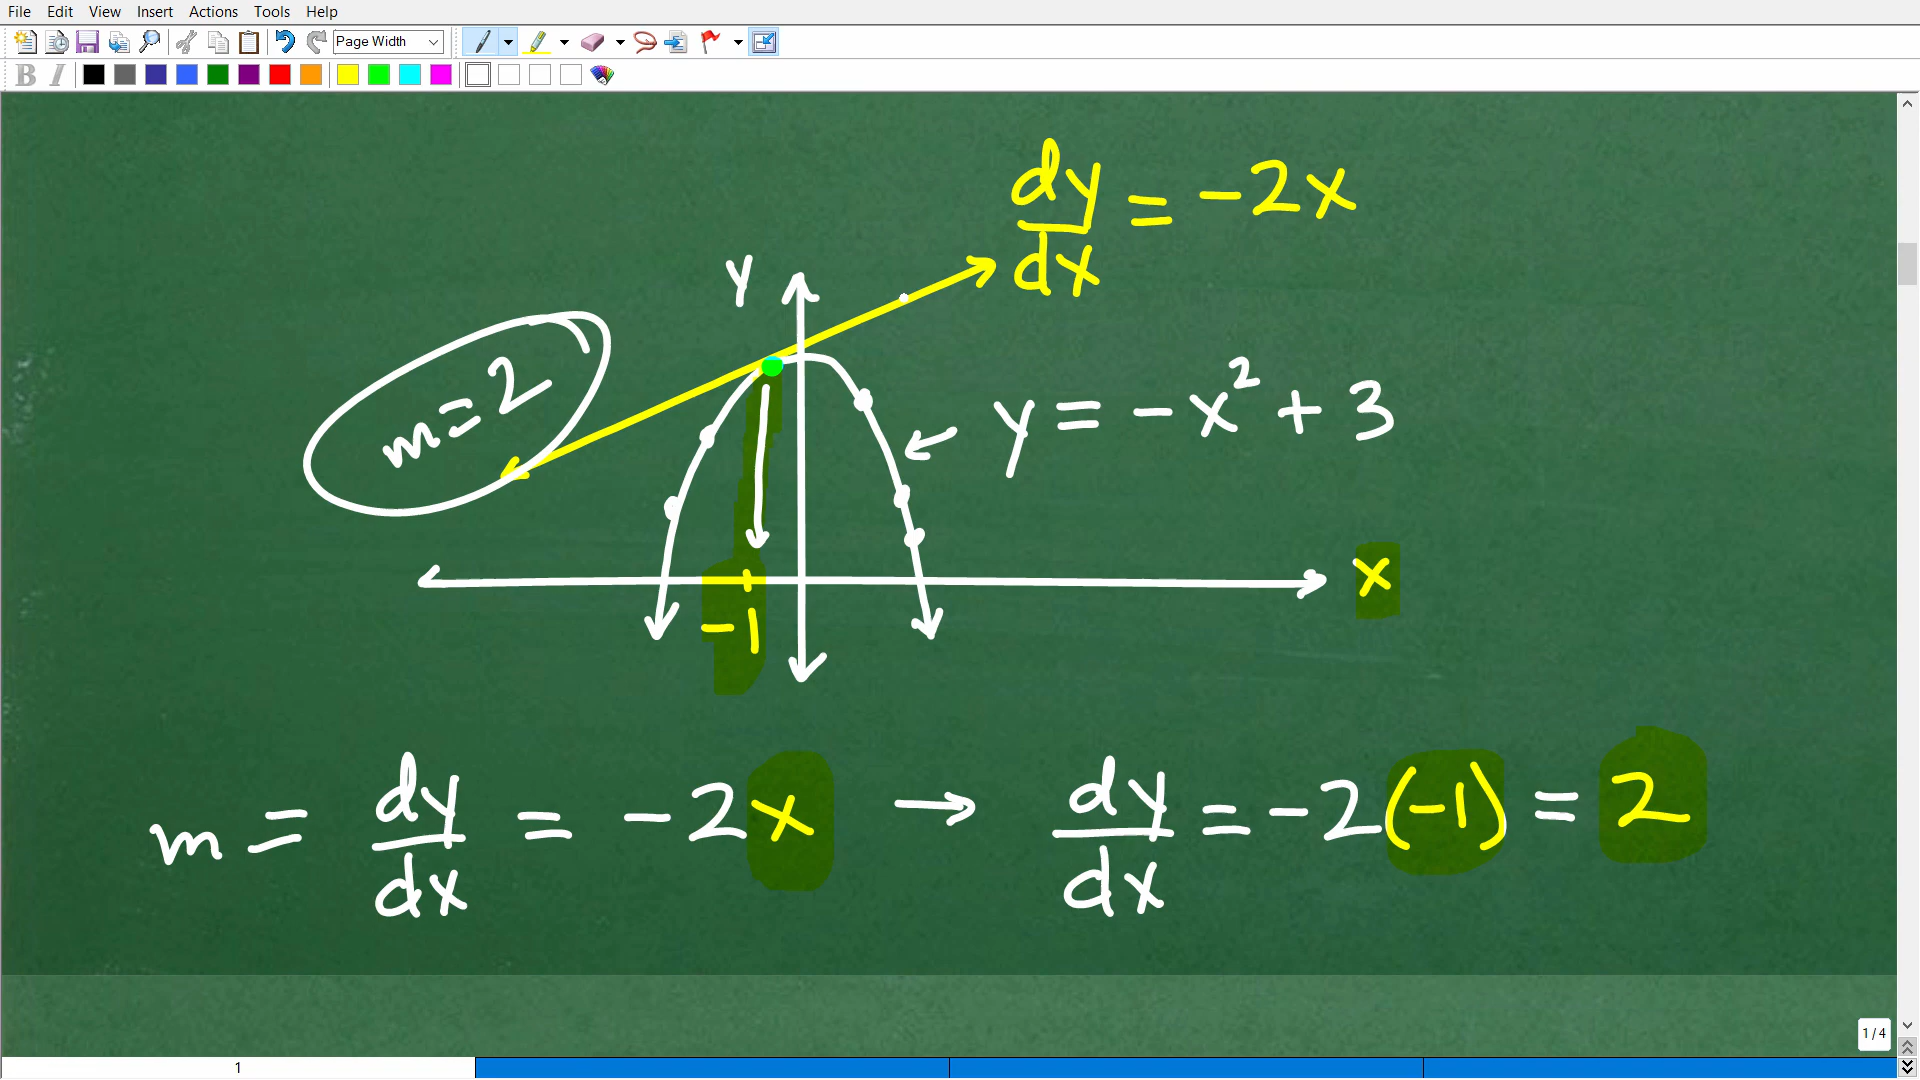 File Edit View Insert Actions Tools Help
Page Width
B I
dy/dx = -2x
y
m = 2
y = -x² + 3
x
-1
m = dy/dx = -2x → dy/dx = -2(-1) = 2
1 / 4
1